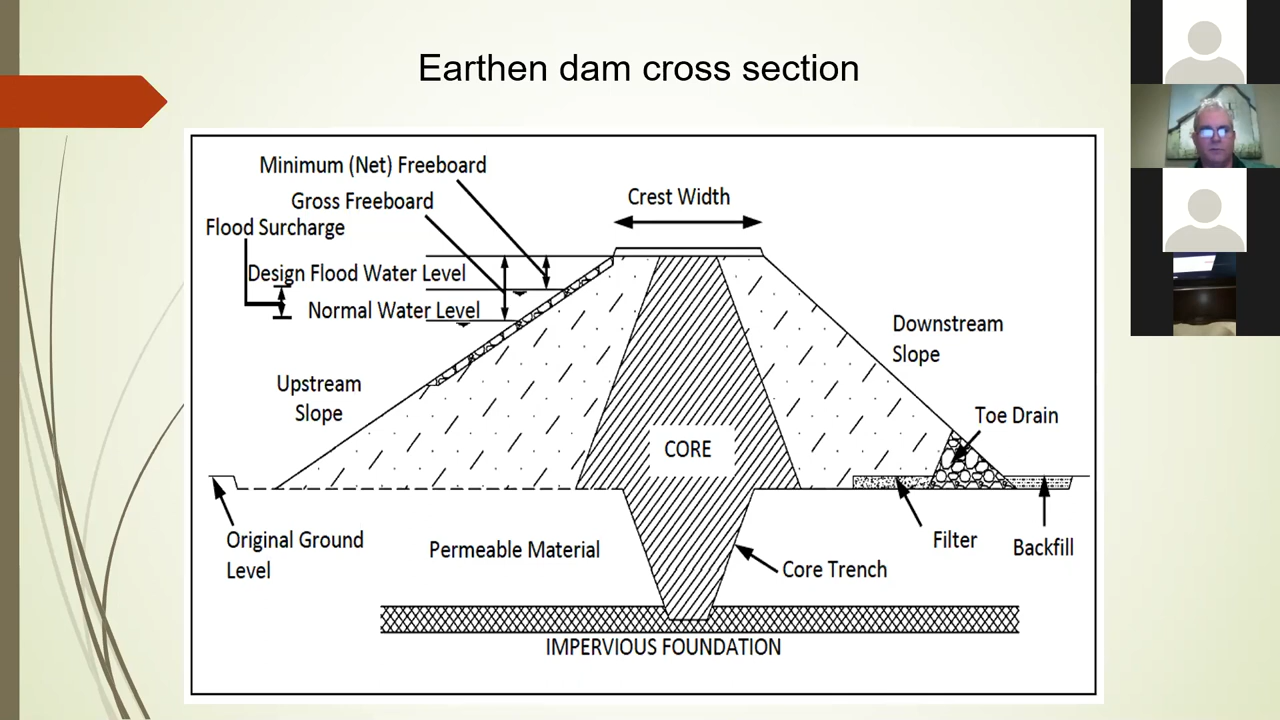 Earthen dam cross section
Minimum (Net) Freeboard
Gross Freeboard
Crest Width
Flood Surcharge
Design Flood Water Level
Normal Water Level
Downstream
Slope
Upstream
Slope
Toe Drain
CORE
Original Ground
Level
Permeable Material
Filter
Backfill
Core Trench
IMPERVIOUS FOUNDATION